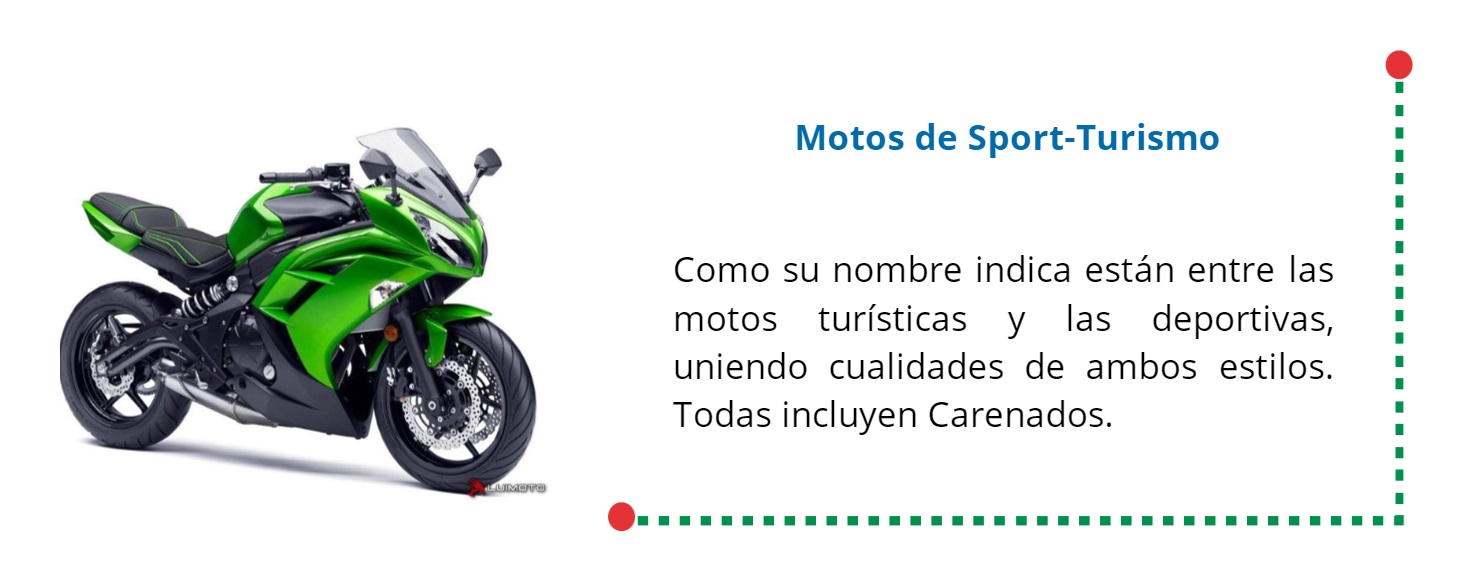 Motos de Sport-Turismo
Como su nombre indica están entre las
motos turísticas y las deportivas,
uniendo cualidades de ambos estilos.
Todas incluyen Carenados.
LUIMOTO